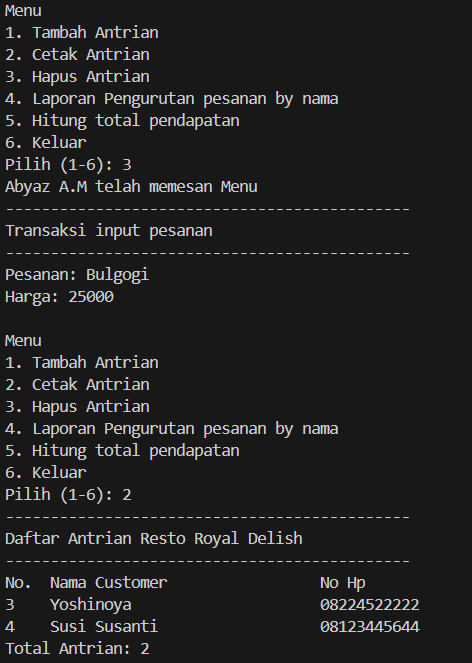 Menu
1. Tambah Antrian
2. Cetak Antrian
3. Hapus Antrian
4. Laporan Pengurutan pesanan by nama
5. Hitung total pendapatan
6. Keluar
Pilih (1-6): 3
Abyaz A.M telah memesan Menu
---------------------------------------------
Transaksi input pesanan
---------------------------------------------
Pesanan: Bulgogi
Harga: 25000
Menu
1. Tambah Antrian
2. Cetak Antrian
3. Hapus Antrian
4. Laporan Pengurutan pesanan by nama
5. Hitung total pendapatan
6. Keluar
Pilih (1-6): 2
---------------------------------------------
Daftar Antrian Resto Royal Delish
---------------------------------------------
No.  Nama Customer                 No Hp
3    Yoshinoya                     08224522222
4    Susi Susanti                  08123445644
Total Antrian: 2